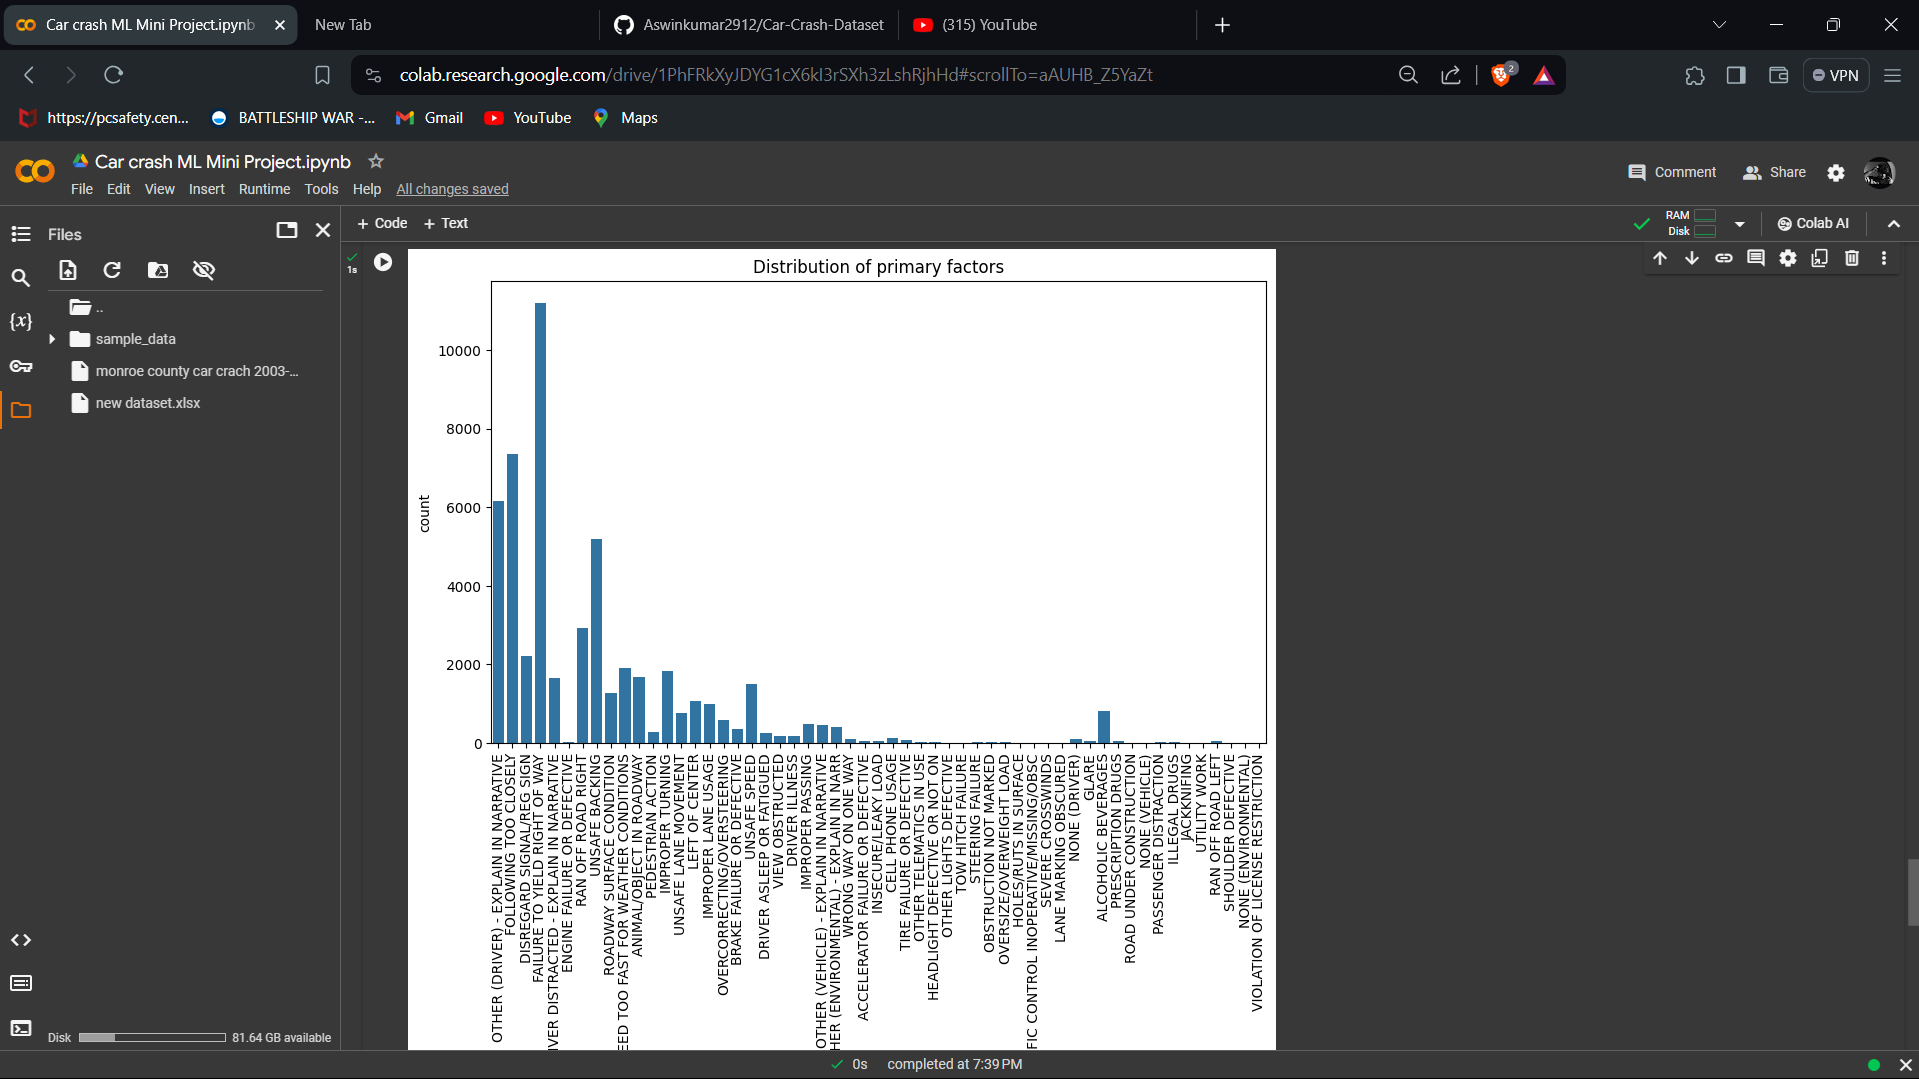 Car crash ML Mini Project.ipynb
New Tab
Aswinkumar2912/Car-Crash-Dataset
(315) YouTube
colab.research.google.com/drive/1PhFRkXyJDYG1cX6kI3rSXh3zLshRjhHd#scrollTo=aAUHB_Z5YaZt
2
VPN
https://pcsafety.cen...
BATTLESHIP WAR -...
Gmail
YouTube
Maps
Car crash ML Mini Project.ipynb
File Edit View Insert Runtime Tools Help All changes saved
Comment
Share
+ Code + Text
RAM
Disk
Colab AI
Files
{x}
..
sample_data
monroe county car crach 2003-...
new dataset.xlsx
Disk
81.64 GB available
1s
Distribution of primary factors
count
10000
8000
6000
4000
2000
0
OTHER (DRIVER) - EXPLAIN IN NARRATIVE
FOLLOWING TOO CLOSELY
DISREGARD SIGNAL/REG SIGN
FAILURE TO YIELD RIGHT OF WAY
IVER DISTRACTED - EXPLAIN IN NARRATIVE
ENGINE FAILURE OR DEFECTIVE
RAN OFF ROAD RIGHT
UNSAFE BACKING
ROADWAY SURFACE CONDITION
EED TOO FAST FOR WEATHER CONDITIONS
ANIMAL/OBJECT IN ROADWAY
PEDESTRIAN ACTION
IMPROPER TURNING
UNSAFE LANE MOVEMENT
LEFT OF CENTER
IMPROPER LANE USAGE
OVERCORRECTING/OVERSTEERING
BRAKE FAILURE OR DEFECTIVE
UNSAFE SPEED
DRIVER ASLEEP OR FATIGUED
VIEW OBSTRUCTED
DRIVER ILLNESS
IMPROPER PASSING
OTHER (VEHICLE) - EXPLAIN IN NARRATIVE
HER (ENVIRONMENTAL) - EXPLAIN IN NARR
WRONG WAY ON ONE WAY
ACCELERATOR FAILURE OR DEFECTIVE
INSECURE/LEAKY LOAD
CELL PHONE USAGE
TIRE FAILURE OR DEFECTIVE
OTHER TELEMATICS IN USE
HEADLIGHT DEFECTIVE OR NOT ON
OTHER LIGHTS DEFECTIVE
TOW HITCH FAILURE
STEERING FAILURE
OBSTRUCTION NOT MARKED
OVERSIZE/OVERWEIGHT LOAD
HOLES/RUTS IN SURFACE
FIC CONTROL INOPERATIVE/MISSING/OBSC
SEVERE CROSSWINDS
LANE MARKING OBSCURED
NONE (DRIVER)
GLARE
ALCOHOLIC BEVERAGES
PRESCRIPTION DRUGS
ROAD UNDER CONSTRUCTION
NONE (VEHICLE)
PASSENGER DISTRACTION
ILLEGAL DRUGS
JACKKNIFING
UTILITY WORK
RAN OFF ROAD LEFT
SHOULDER DEFECTIVE
NONE (ENVIRONMENTAL)
VIOLATION OF LICENSE RESTRICTION
0s completed at 7:39 PM